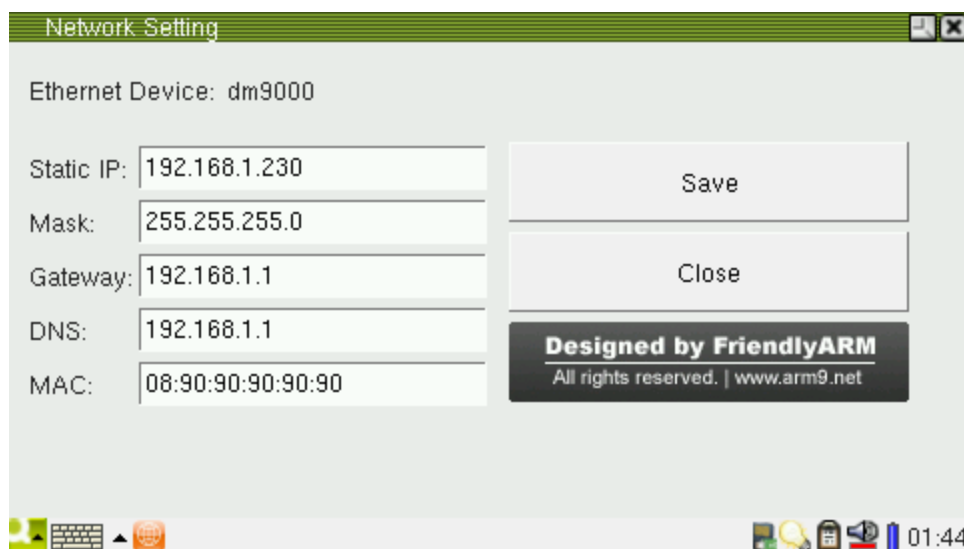 Network Setting
Ethernet Device: dm9000
Static IP: 192.168.1.230
Mask: 255.255.255.0
Gateway: 192.168.1.1
DNS: 192.168.1.1
MAC: 08:90:90:90:90:90
Save
Close
Designed by FriendlyARM
All rights reserved. | www.arm9.net
01:44